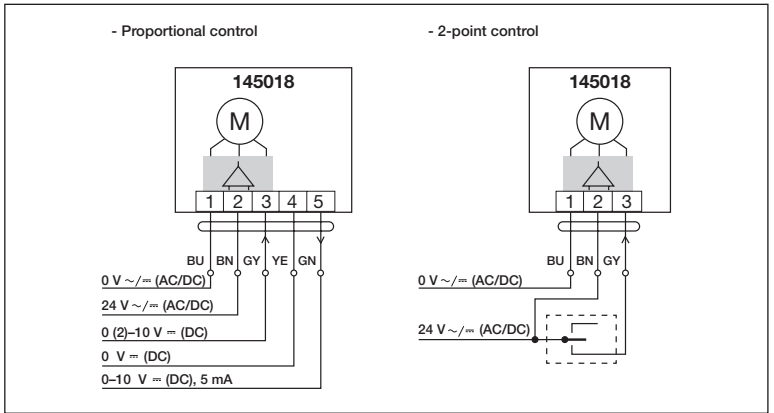 - Proportional control
145018
M
1 2 3 4 5
BU BN GY YE GN
0 V ~/⎓ (AC/DC)
24 V ~/⎓ (AC/DC)
0 (2)–10 V ⎓ (DC)
0 V ⎓ (DC)
0–10 V ⎓ (DC), 5 mA
- 2-point control
145018
M
1 2 3
BU BN GY
0 V ~/⎓ (AC/DC)
24 V ~/⎓ (AC/DC)